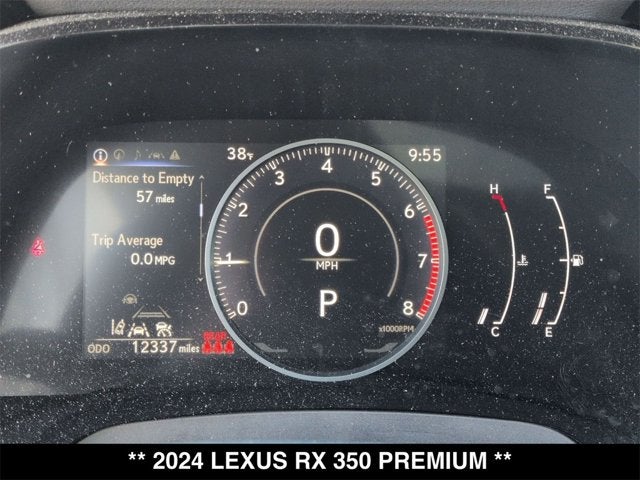 38°F
9:55
Distance to Empty
57 miles
Trip Average
0.0 MPG
ODO 12337 miles
REAR
0 1 2 3 4 5 6 7 8
x1000RPM
0
MPH
P
H
C
F
E
** 2024 LEXUS RX 350 PREMIUM **